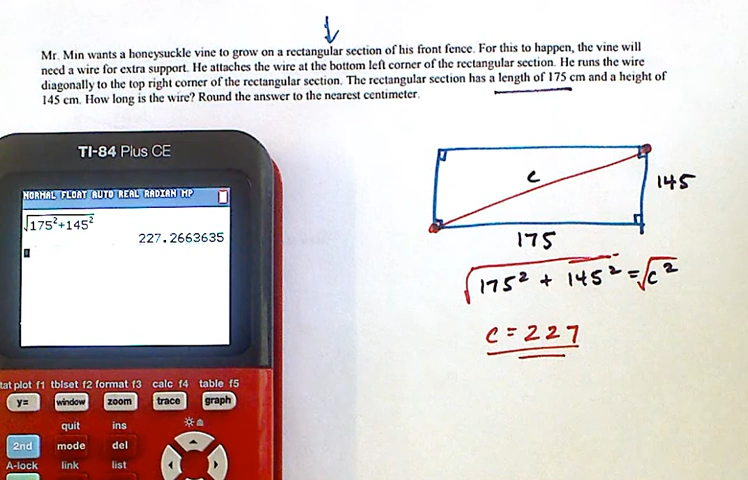 Mr. Min wants a honeysuckle vine to grow on a rectangular section of his front fence. For this to happen, the vine will
need a wire for extra support. He attaches the wire at the bottom left corner of the rectangular section. He runs the wire
diagonally to the top right corner of the rectangular section. The rectangular section has a length of 175 cm and a height of
145 cm. How long is the wire? Round the answer to the nearest centimeter.
TI-84 Plus CE
NORMAL FLOAT AUTO REAL RADIAN MP
√175²+145²
227.2663635
c
145
175
√175² + 145² = √c²
c = 227
tat plot f1 tblset f2 format f3 calc f4 table f5
y= window zoom trace graph
quit ins
2nd mode del
A-lock link list